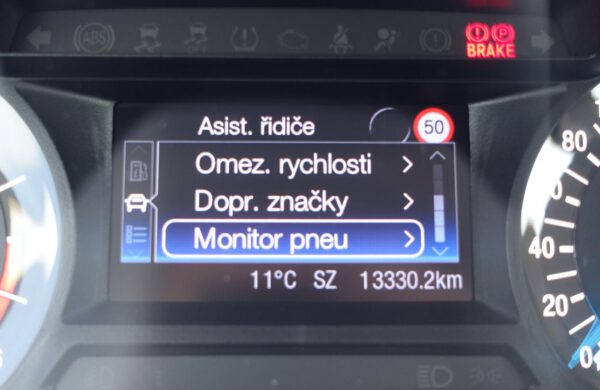 ABS
P
BRAKE
Asist. řidiče
50
Omez. rychlosti
Dopr. značky
Monitor pneu
11°C SZ 13330.2km
80
60
40
20
0